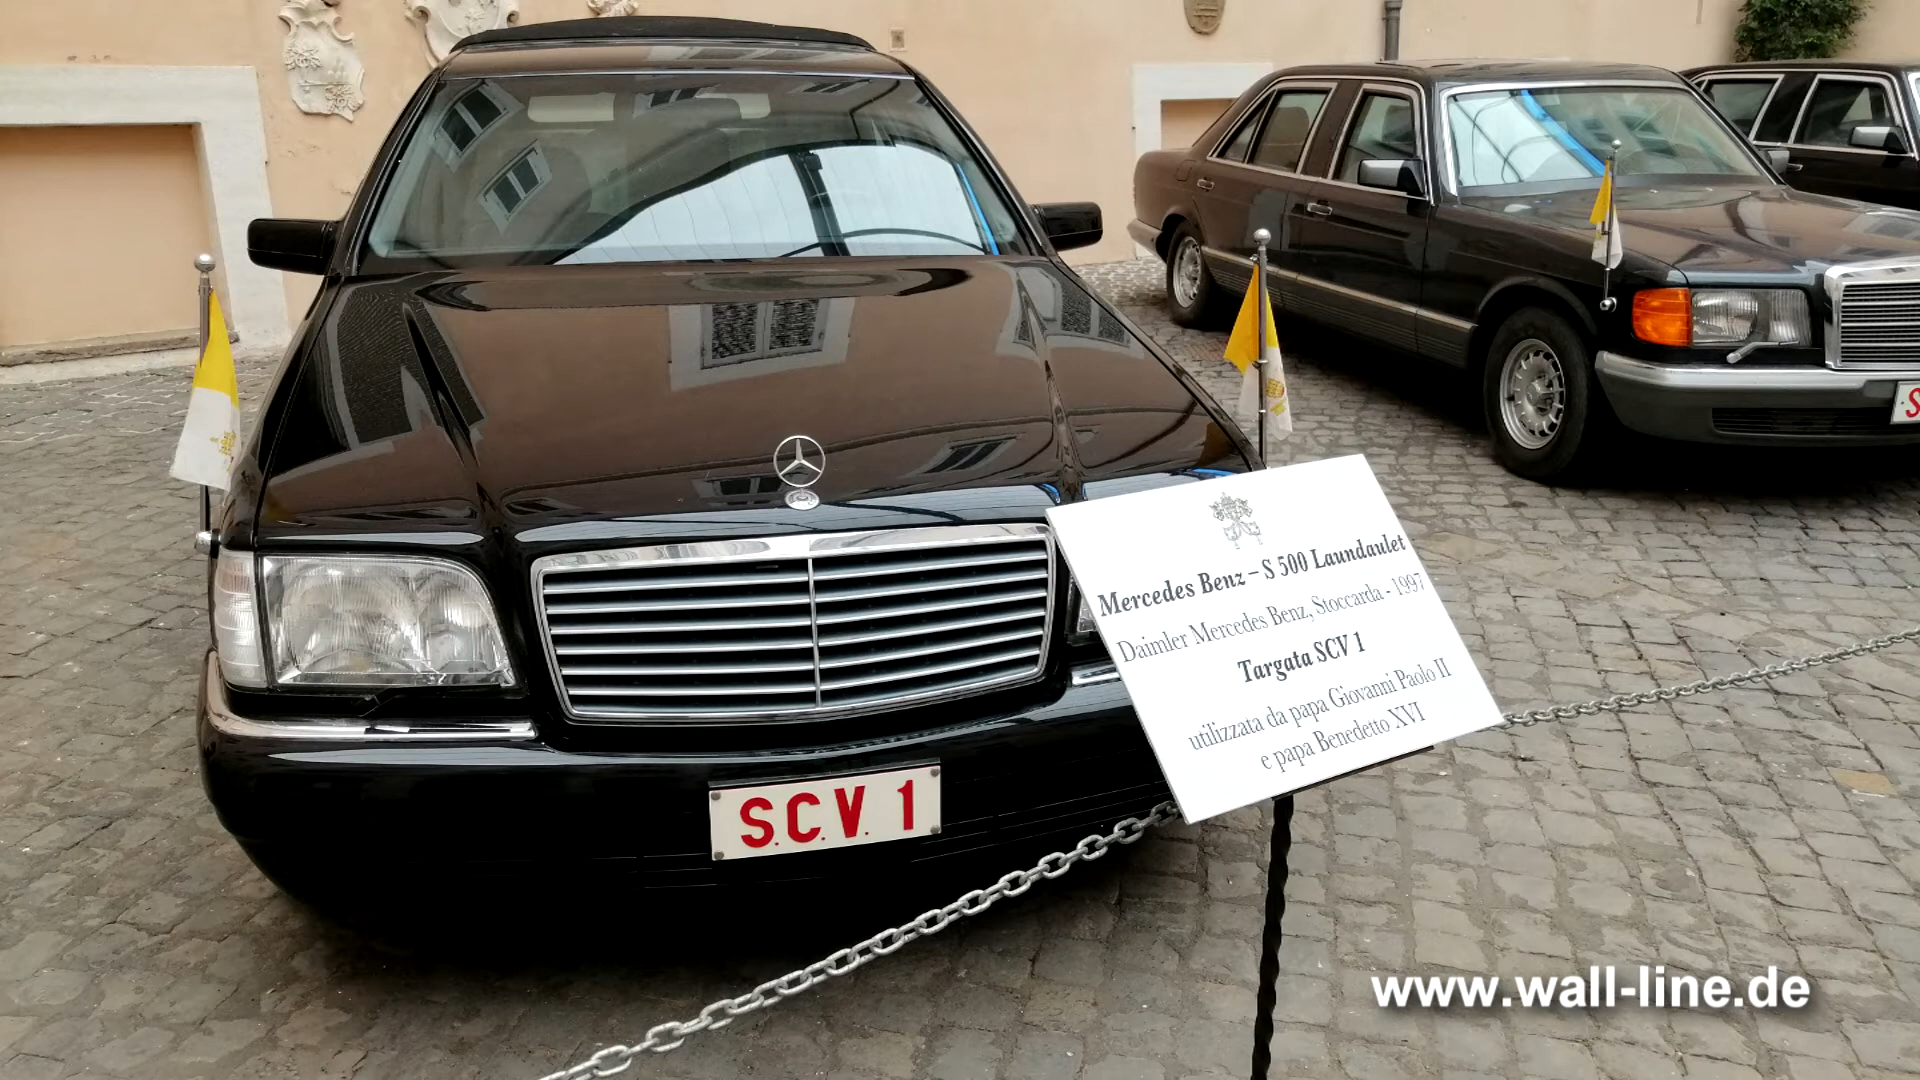 Mercedes Benz – S 500 Laundaulet
Daimler Mercedes Benz, Stoccarda - 1997
Targata SCV 1
utilizzata da papa Giovanni Paolo II
e papa Benedetto XVI
S.C.V. 1
S
www.wall-line.de